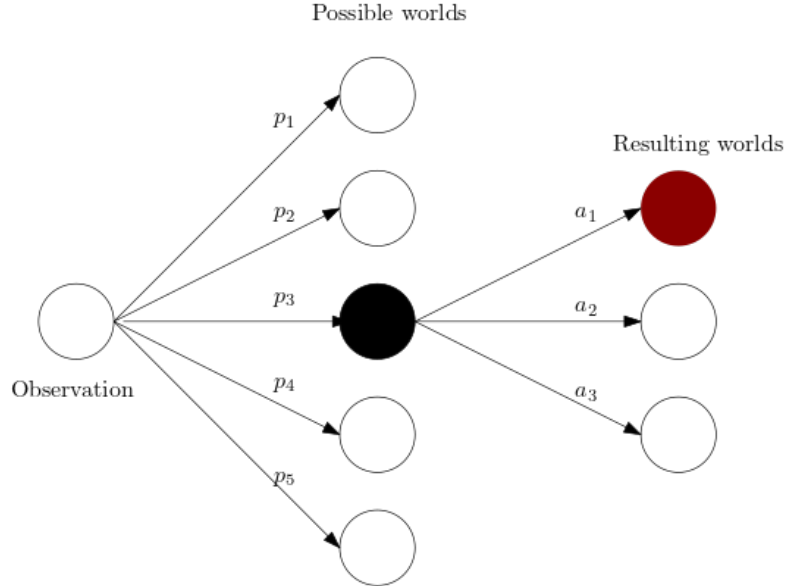 Possible worlds
p1
Resulting worlds
p2
a1
p3
a2
Observation
p4
a3
p5